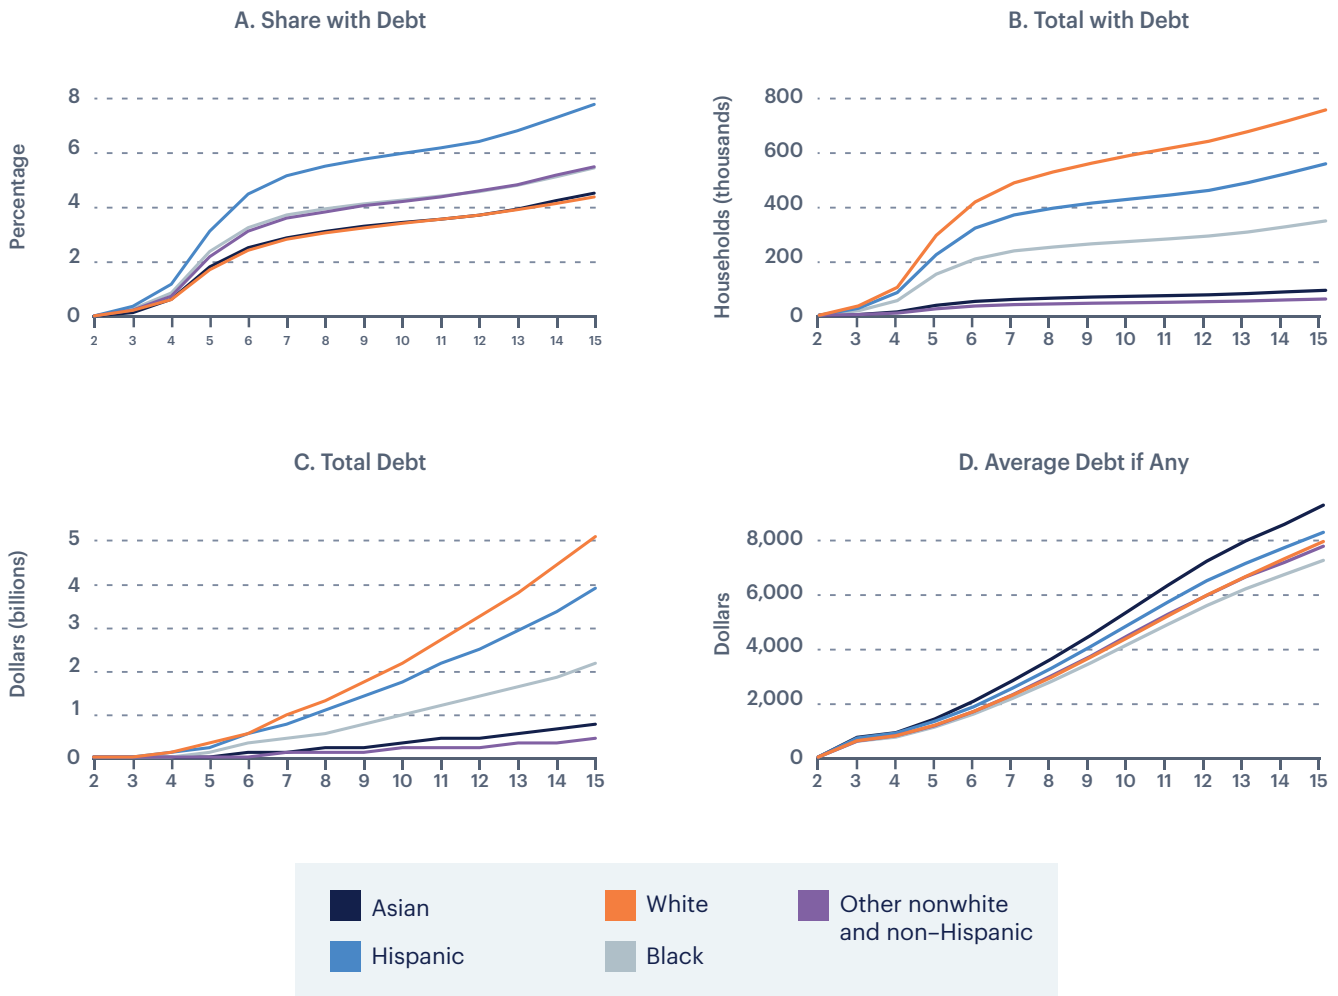 A. Share with Debt
B. Total with Debt
Percentage
8
6
4
2
0
2 3 4 5 6 7 8 9 10 11 12 13 14 15
Households (thousands)
800
600
400
200
0
2 3 4 5 6 7 8 9 10 11 12 13 14 15
C. Total Debt
D. Average Debt if Any
Dollars (billions)
5
4
3
2
1
0
2 3 4 5 6 7 8 9 10 11 12 13 14 15
Dollars
8,000
6,000
4,000
2,000
0
2 3 4 5 6 7 8 9 10 11 12 13 14 15
Asian
White
Other nonwhite
and non–Hispanic
Hispanic
Black